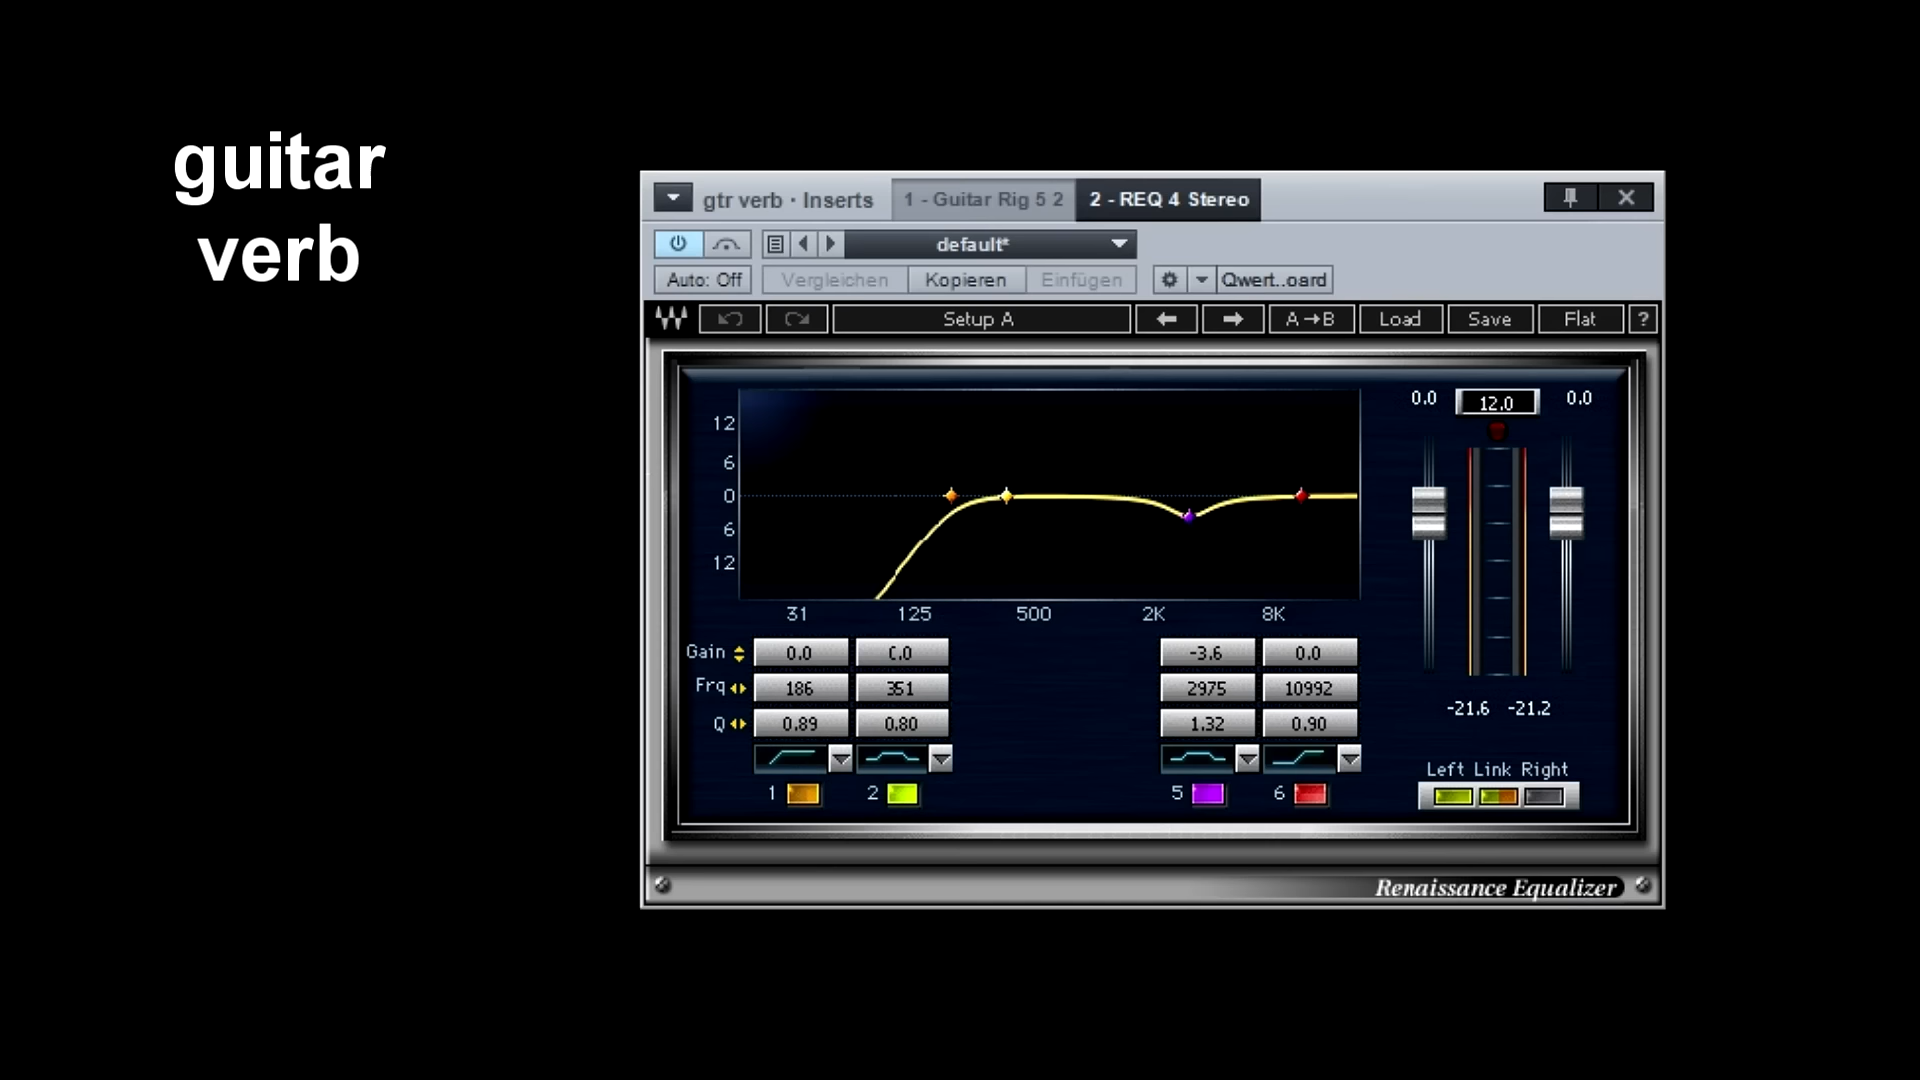 guitar
verb
gtr verb · Inserts 1 - Guitar Rig 5 2 2 - REQ 4 Stereo
default*
Auto: Off Vergleichen Kopieren Einfügen Qwert..oard
Setup A A→B Load Save Flat ?
0.0 12.0 0.0
12
6
0
6
12
31 125 500 2K 8K
Gain 0.0 0.0 -3.6 0.0
Frq 186 351 2975 10992
Q 0.89 0.80 1.32 0.90
-21.6 -21.2
Left Link Right
1 2 5 6
Renaissance Equalizer